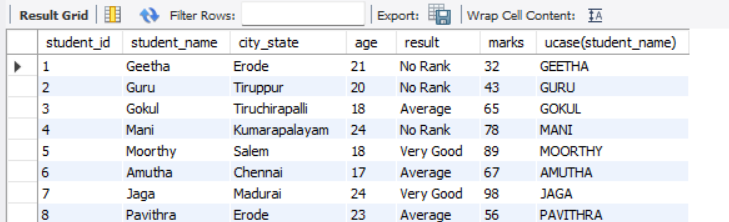 Result Grid Filter Rows: Export: Wrap Cell Content: IA
student_id student_name city_state age result marks ucase(student_name)
1 Geetha Erode 21 No Rank 32 GEETHA
2 Guru Tiruppur 20 No Rank 43 GURU
3 Gokul Tiruchirapalli 18 Average 65 GOKUL
4 Mani Kumarapalayam 24 No Rank 78 MANI
5 Moorthy Salem 18 Very Good 89 MOORTHY
6 Amutha Chennai 17 Average 67 AMUTHA
7 Jaga Madurai 24 Very Good 98 JAGA
8 Pavithra Erode 23 Average 56 PAVITHRA